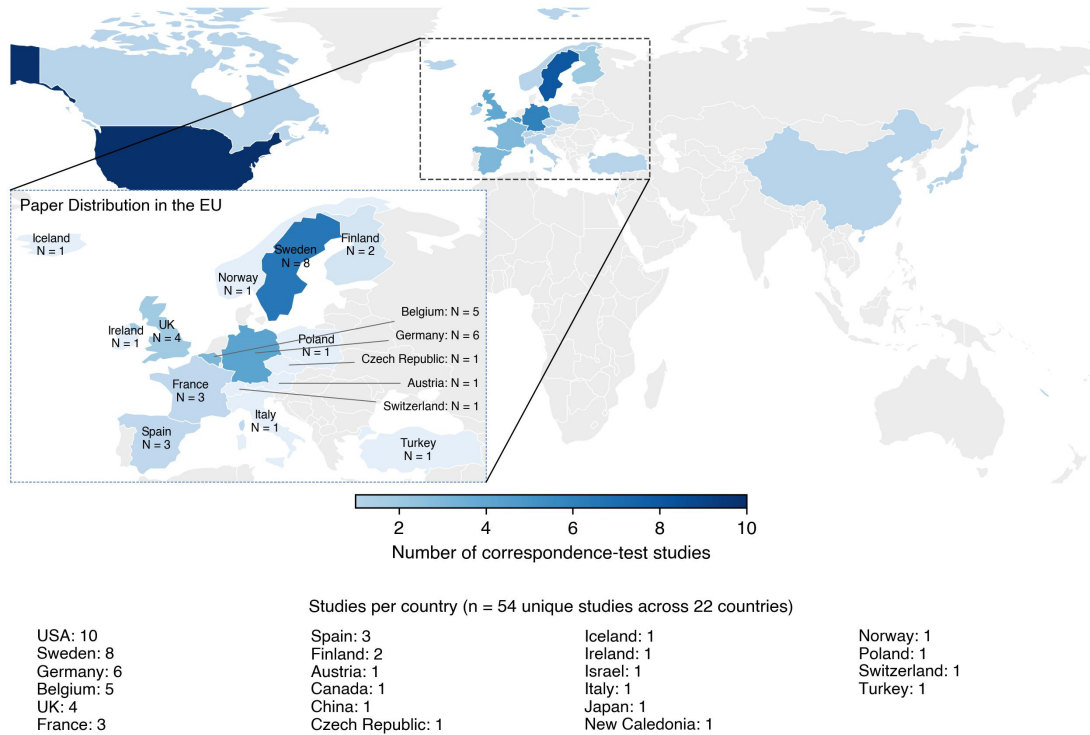 Paper Distribution in the EU
Iceland
N = 1
Sweden
N = 8
Finland
N = 2
Norway
N = 1
Ireland
N = 1
UK
N = 4
Belgium: N = 5
Germany: N = 6
Poland
N = 1
Czech Republic: N = 1
Austria: N = 1
Switzerland: N = 1
France
N = 3
Italy
N = 1
Spain
N = 3
Turkey
N = 1
2 4 6 8 10
Number of correspondence-test studies
Studies per country (n = 54 unique studies across 22 countries)
USA: 10
Sweden: 8
Germany: 6
Belgium: 5
UK: 4
France: 3
Spain: 3
Finland: 2
Austria: 1
Canada: 1
China: 1
Czech Republic: 1
Iceland: 1
Ireland: 1
Israel: 1
Italy: 1
Japan: 1
New Caledonia: 1
Norway: 1
Poland: 1
Switzerland: 1
Turkey: 1